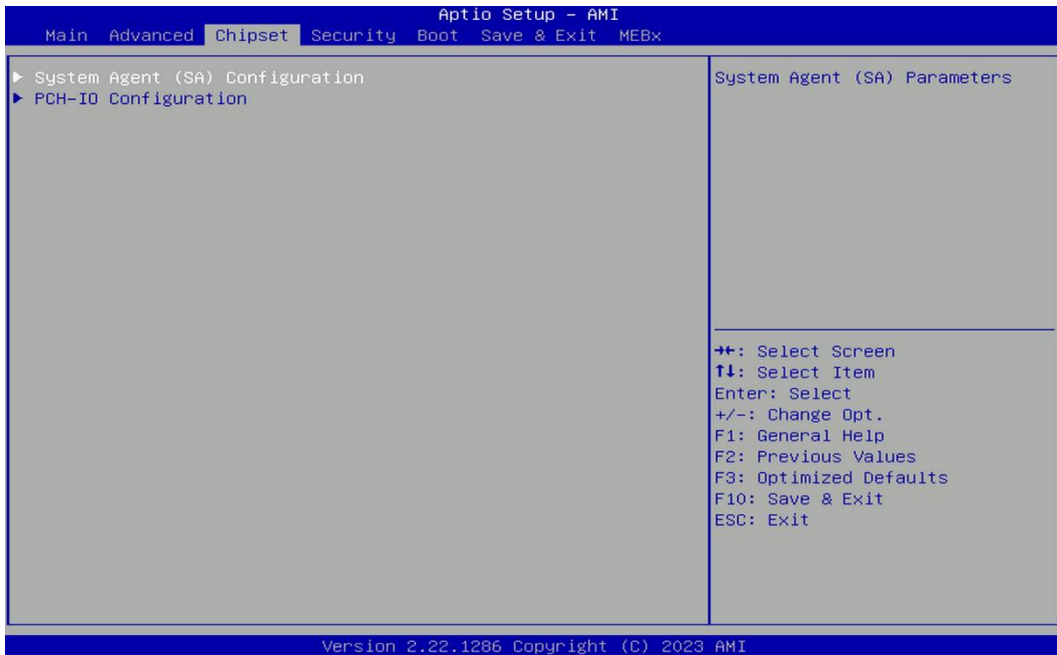 Aptio Setup – AMI
Main Advanced Chipset Security Boot Save & Exit MEBx
▶ System Agent (SA) Configuration
▶ PCH-IO Configuration
System Agent (SA) Parameters
→←: Select Screen
↑↓: Select Item
Enter: Select
+/-: Change Opt.
F1: General Help
F2: Previous Values
F3: Optimized Defaults
F10: Save & Exit
ESC: Exit
Version 2.22.1286 Copyright (C) 2023 AMI